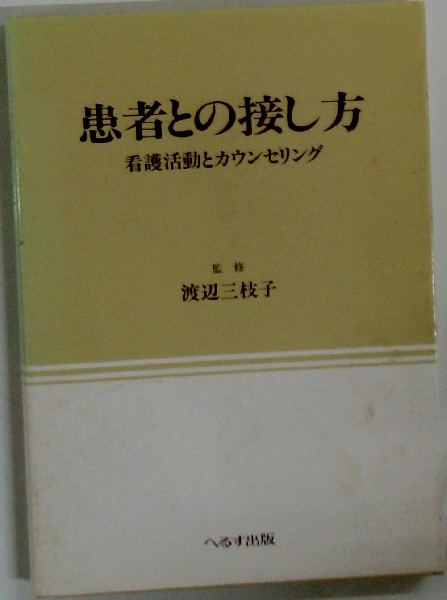 患者との接し方
看護活動とカウンセリング
監修
渡辺三枝子
へるす出版